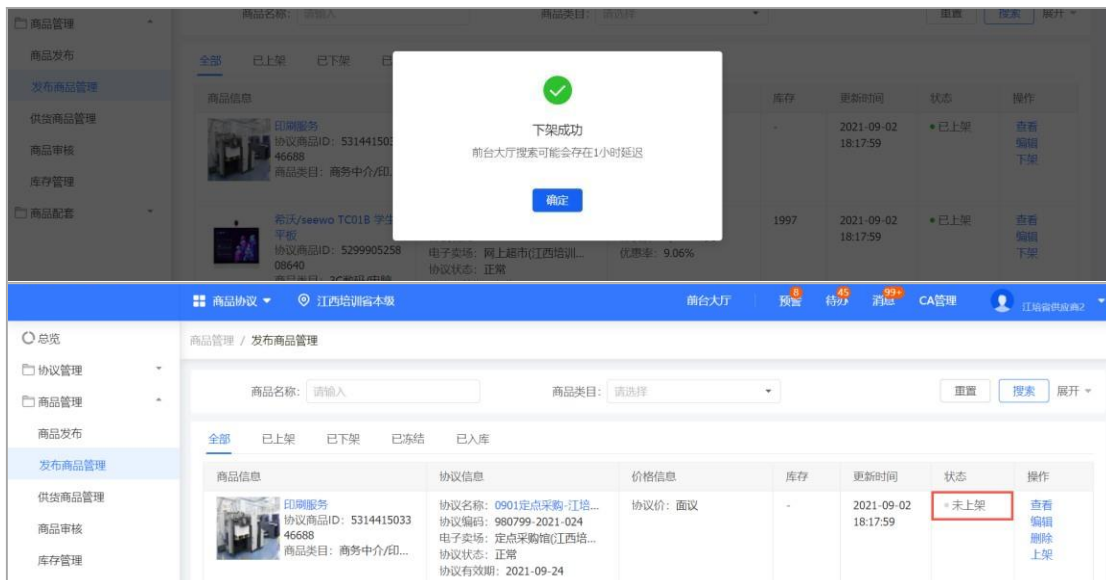 商品名称： 请输入 商品类目： 请选择 重置 搜索 展开
商品管理
商品发布
全部 已上架 已下架 已
发布商品管理
商品信息 库存 更新时间 状态 操作
供货商品管理
商品审核
库存管理
商品配套
印刷服务
协议商品ID：53144150
46688
商品类目：商务中介/印...
- 2021-09-02
18:17:59
已上架
查看
编辑
下架
下架成功
前台大厅搜索可能会存在1小时延迟
确定
希沃/seewo TC01B 学生
平板
协议商品ID：5299905258
08640
商品类目：3C数码/电脑
电子卖场：网上超市(江西培训...
协议状态：正常
优惠率：9.06%
1997
2021-09-02
18:17:59
已上架
查看
编辑
下架
商品协议 江西培训省本级 前台大厅 预警 8 待办 45 消息 99+ CA管理 江培省供应商2
总览
协议管理
商品管理
商品发布
发布商品管理
供货商品管理
商品审核
库存管理
商品管理 / 发布商品管理
商品名称： 请输入 商品类目： 请选择 重置 搜索 展开
全部 已上架 已下架 已冻结 已入库
商品信息 协议信息 价格信息 库存 更新时间 状态 操作
印刷服务
协议商品ID：5314415033
46688
商品类目：商务中介/印...
协议名称：0901定点采购-江培...
协议编码：980799-2021-024
电子卖场：定点采购馆(江西培...
协议状态：正常
协议有效期：2021-09-24
协议价：面议
-
2021-09-02
18:17:59
未上架
查看
编辑
删除
上架